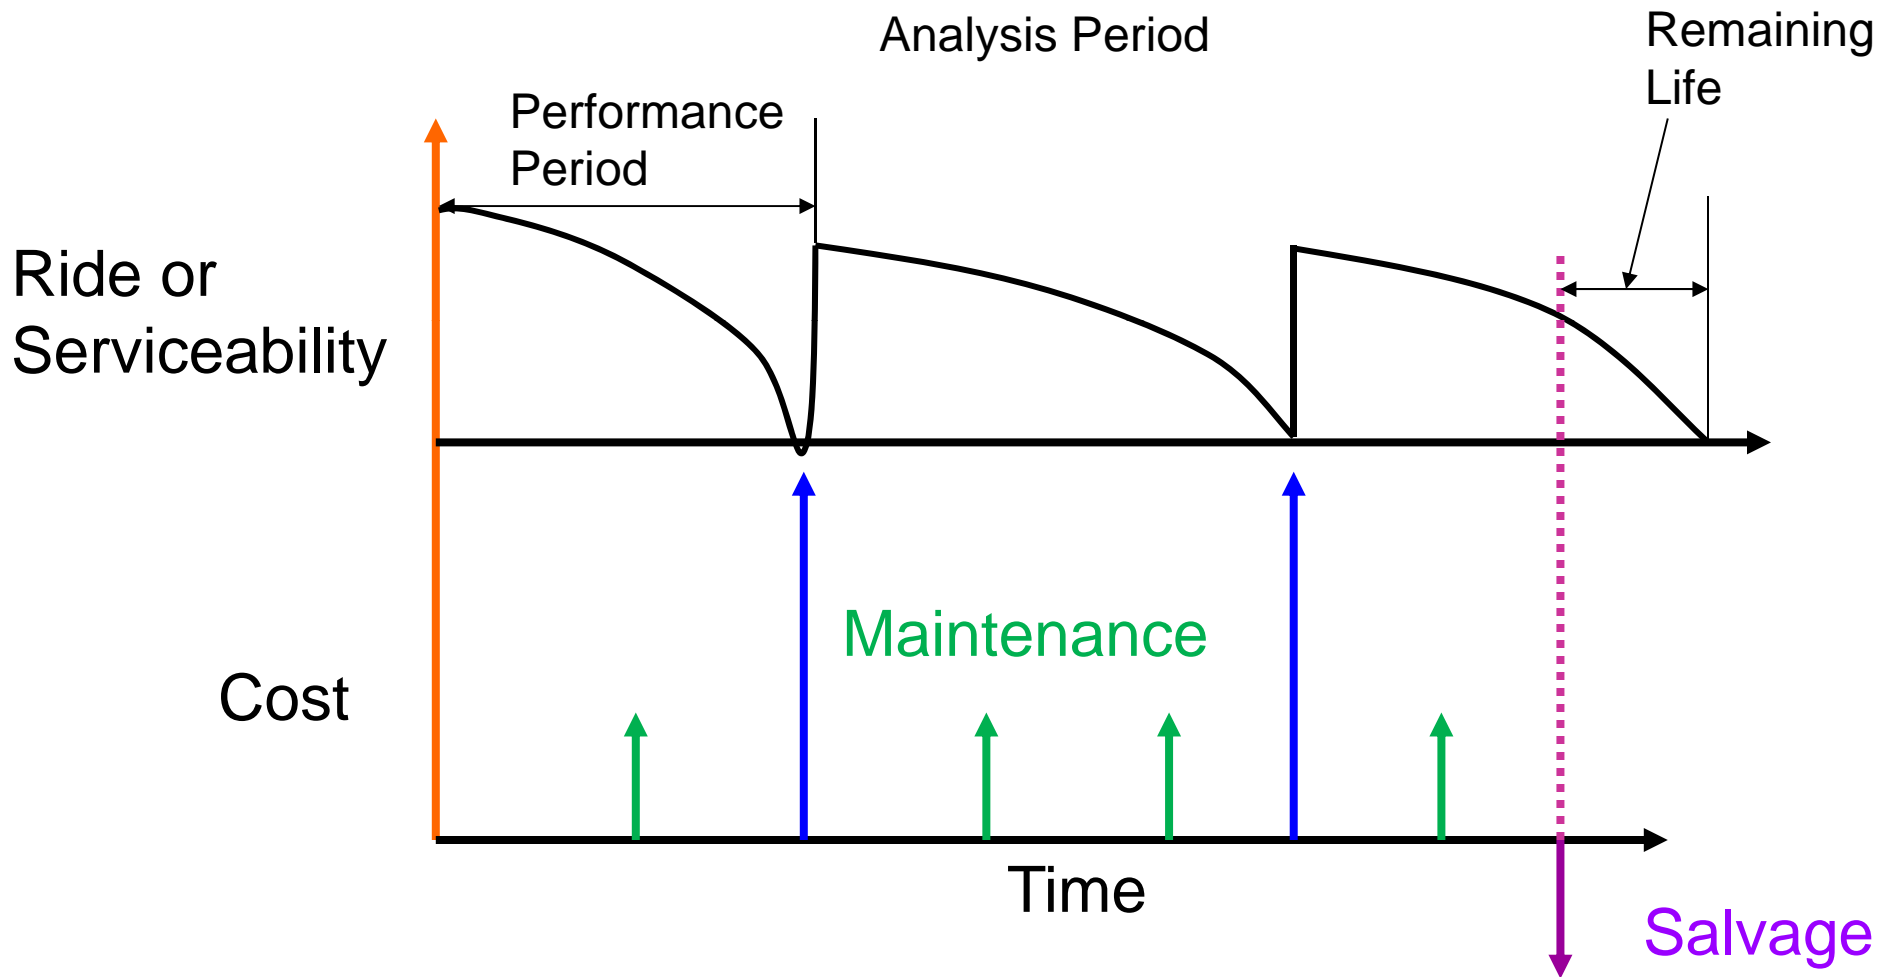 Analysis Period
Remaining
Life
Performance
Period
Ride or
Serviceability
Maintenance
Cost
Time
Salvage